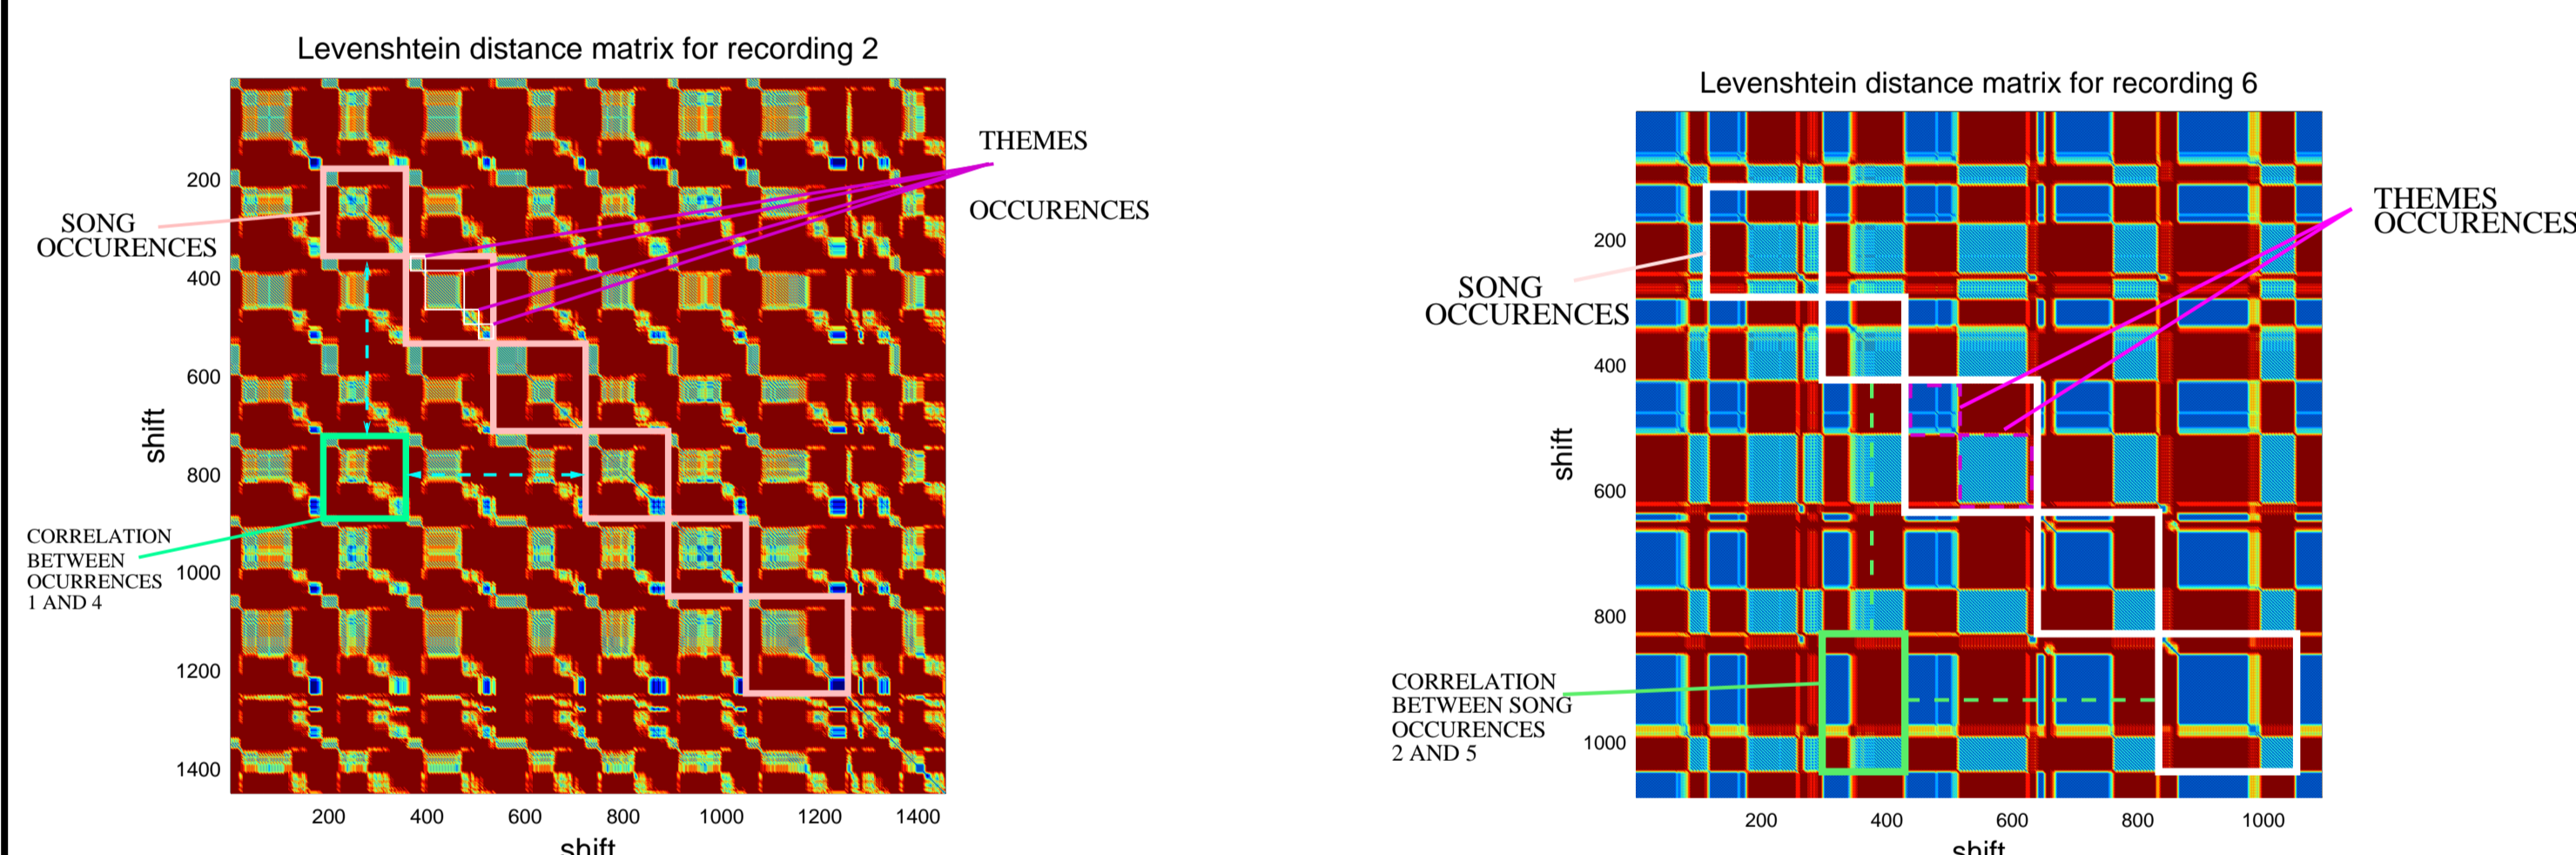 Levenshtein distance matrix for recording 2
THEMES
OCCURENCES
SONG
OCCURENCES
CORRELATION
BETWEEN
OCURRENCES
1 AND 4
shift
200
400
600
800
1000
1200
1400
200 400 600 800 1000 1200 1400
shift
Levenshtein distance matrix for recording 6
THEMES
OCCURENCES
SONG
OCCURENCES
CORRELATION
BETWEEN SONG
OCCURENCES
2 AND 5
shift
200
400
600
800
1000
200 400 600 800 1000
shift